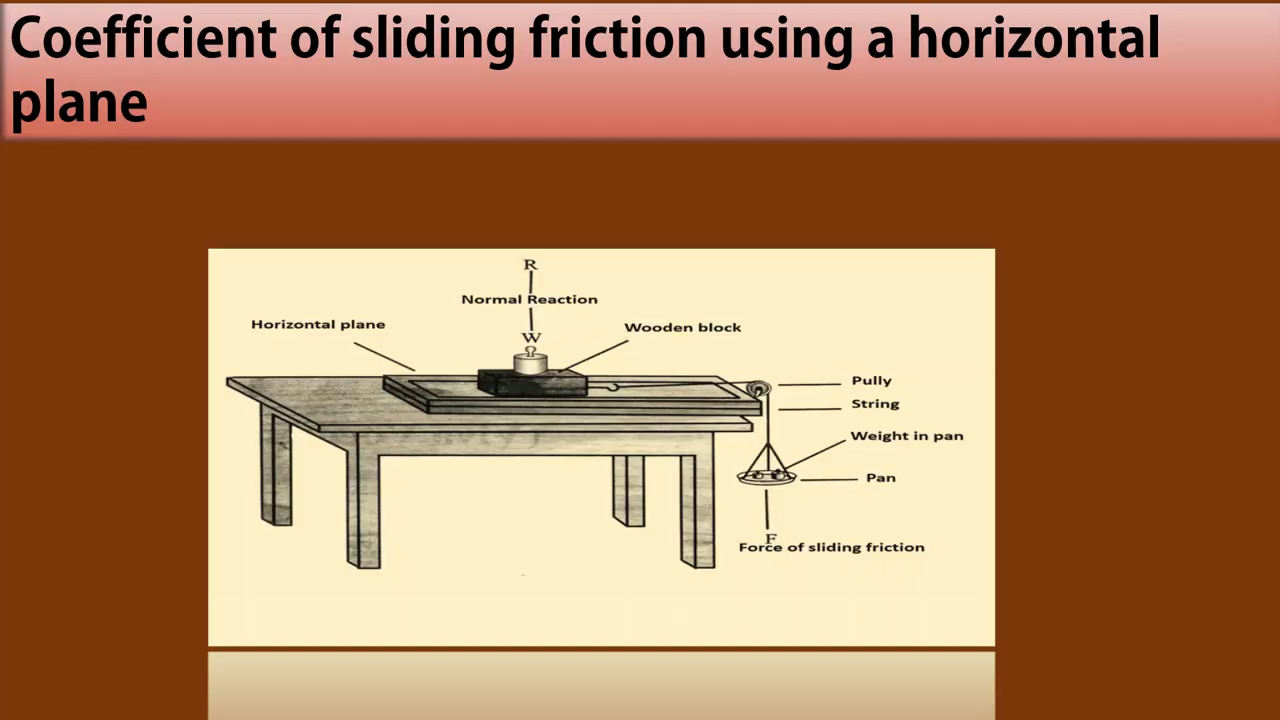 Coefficient of sliding friction using a horizontal
plane
R
Normal Reaction
Horizontal plane
Wooden block
W
Pully
String
Weight in pan
Pan
F
Force of sliding friction